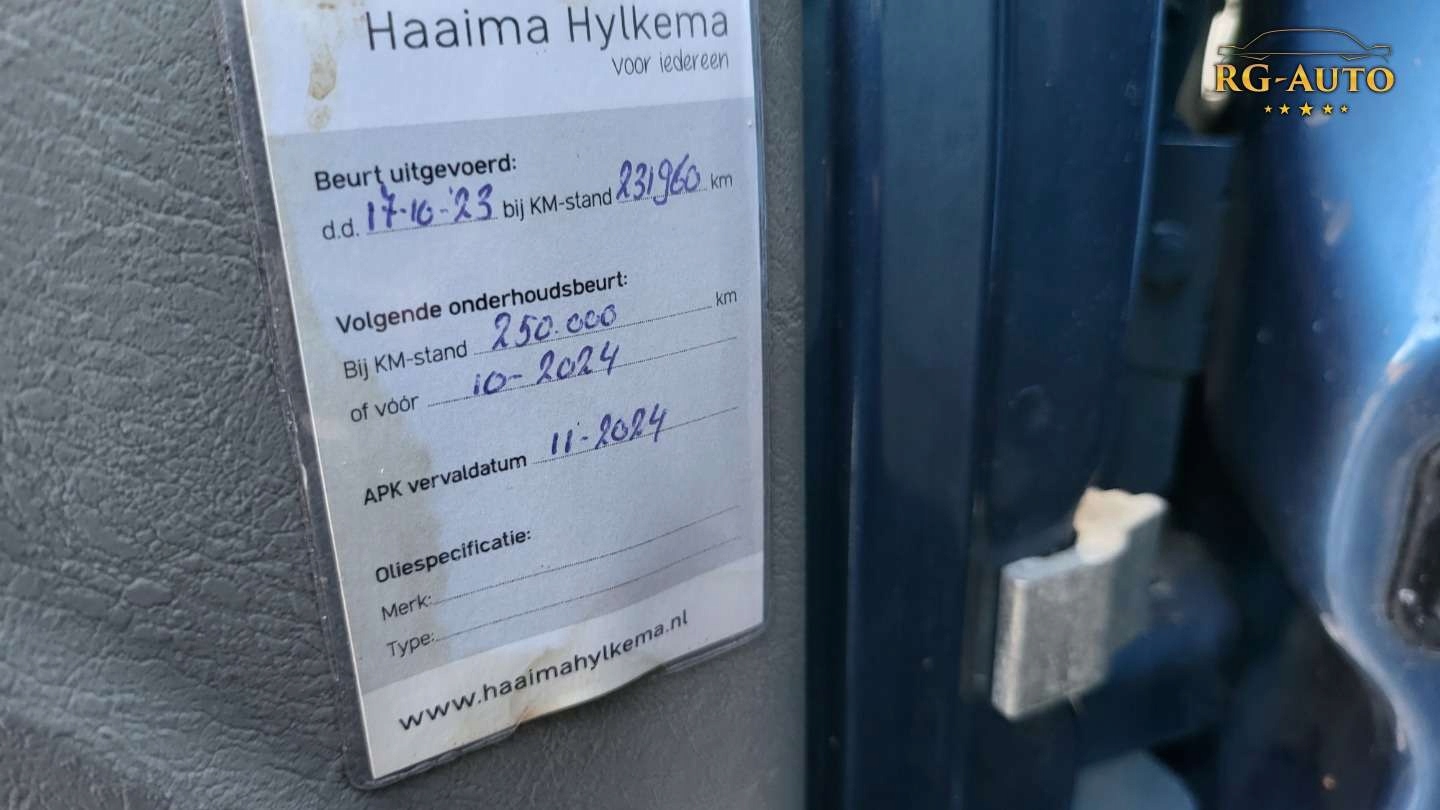 Haaima Hylkema
voor iedereen
RG-AUTO
Beurt uitgevoerd:
d.d. 17-10-'23 bij KM-stand 231960 km
Volgende onderhoudsbeurt:
Bij KM-stand 250.000 km
of vóór 10-2024
APK vervaldatum 11-2024
Oliespecificatie:
Merk:
Type:
www.haaimahylkema.nl